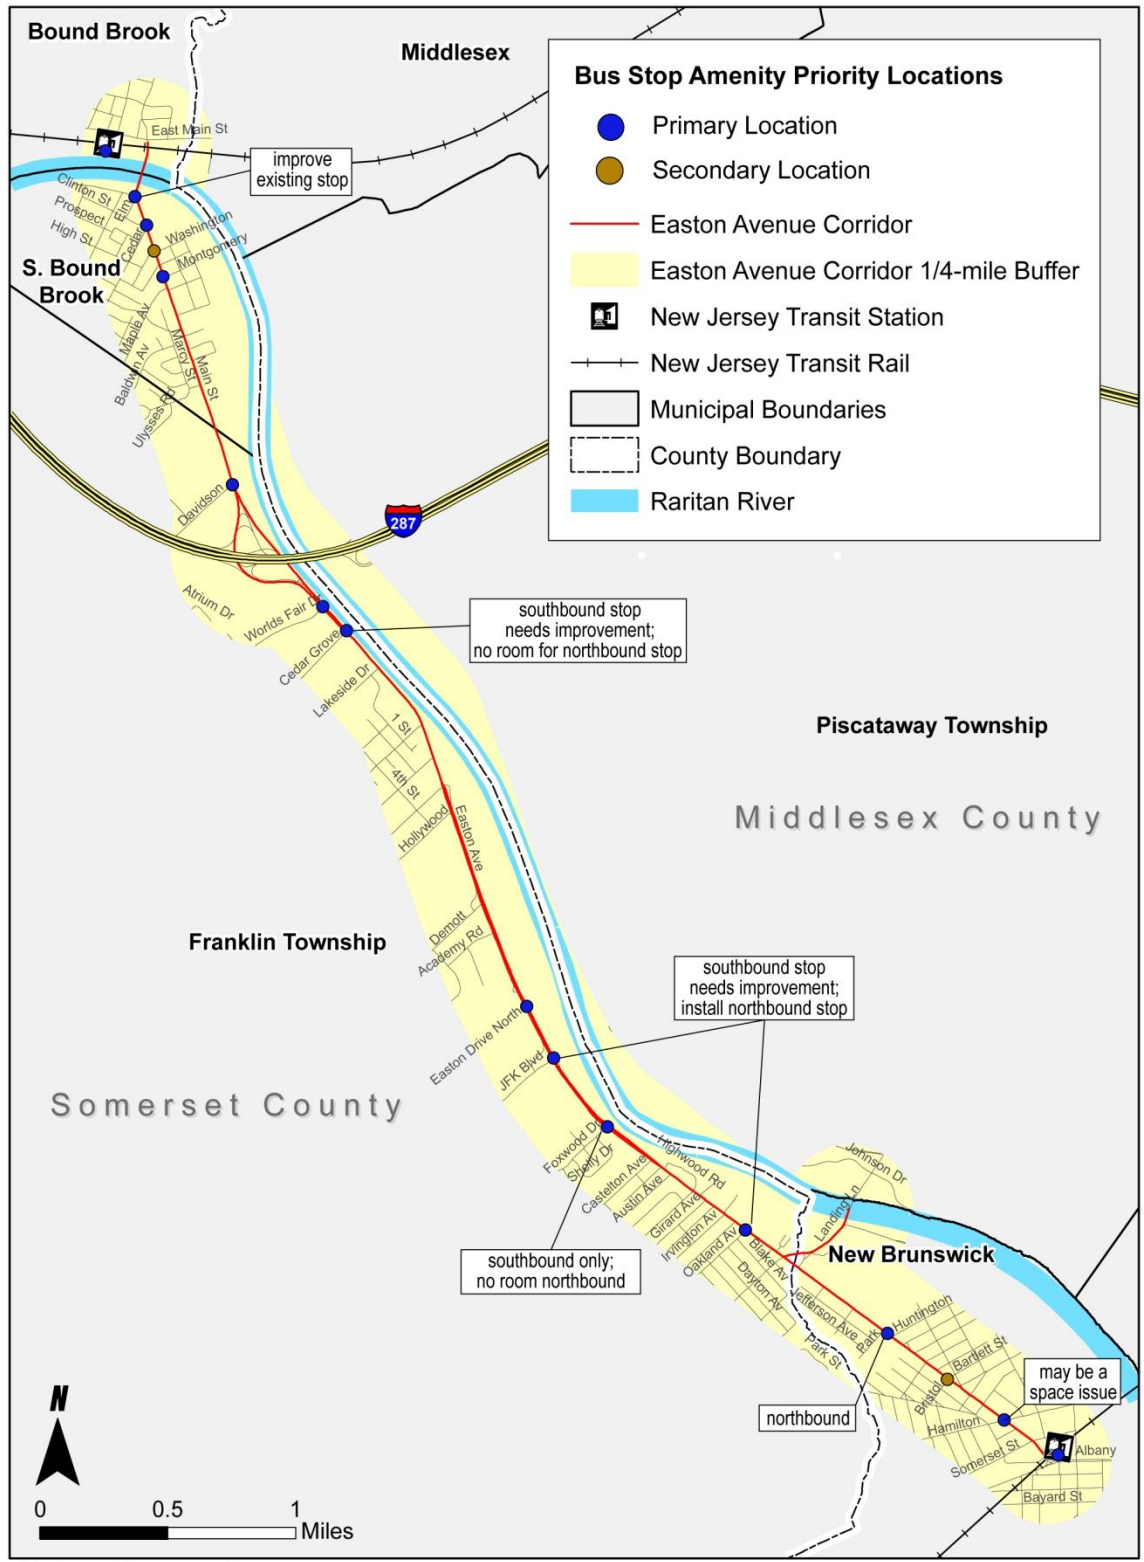 Bound Brook
Middlesex
Bus Stop Amenity Priority Locations
Primary Location
Secondary Location
Easton Avenue Corridor
Easton Avenue Corridor 1/4-mile Buffer
New Jersey Transit Station
New Jersey Transit Rail
Municipal Boundaries
County Boundary
Raritan River
East Main St
improve
existing stop
Clinton St
Elm
Prospect
Cedar
Washington
High St
Montgomery
S. Bound
Brook
Maple Av
Marcy St
Main St
Baldwin Av
Ulysses Rd
Davidson
287
Atrium Dr
Worlds Fair D
southbound stop
needs improvement;
no room for northbound stop
Cedar Grove
Lakeside Dr
1 St
Piscataway Township
4th St
Middlesex County
Hollywood
Easton Ave
Demott
Academy Rd
Franklin Township
southbound stop
needs improvement;
install northbound stop
Easton Drive North
JFK Blvd
Somerset County
Foxwood D
Shelly Dr
Castelton Ave
Austin Ave
Girard Ave
Irvington Av
Oakland Av
Highwood Rd
Johnson Dr
Landing Ln
Blake Av
Dayton Av
New Brunswick
southbound only;
no room northbound
Jefferson Ave
Park St
Park
Huntington
Bartlett St
Bristol
may be a
space issue
northbound
Hamilton
Somerset St
Albany
Bayard St
N
0 0.5 1
Miles